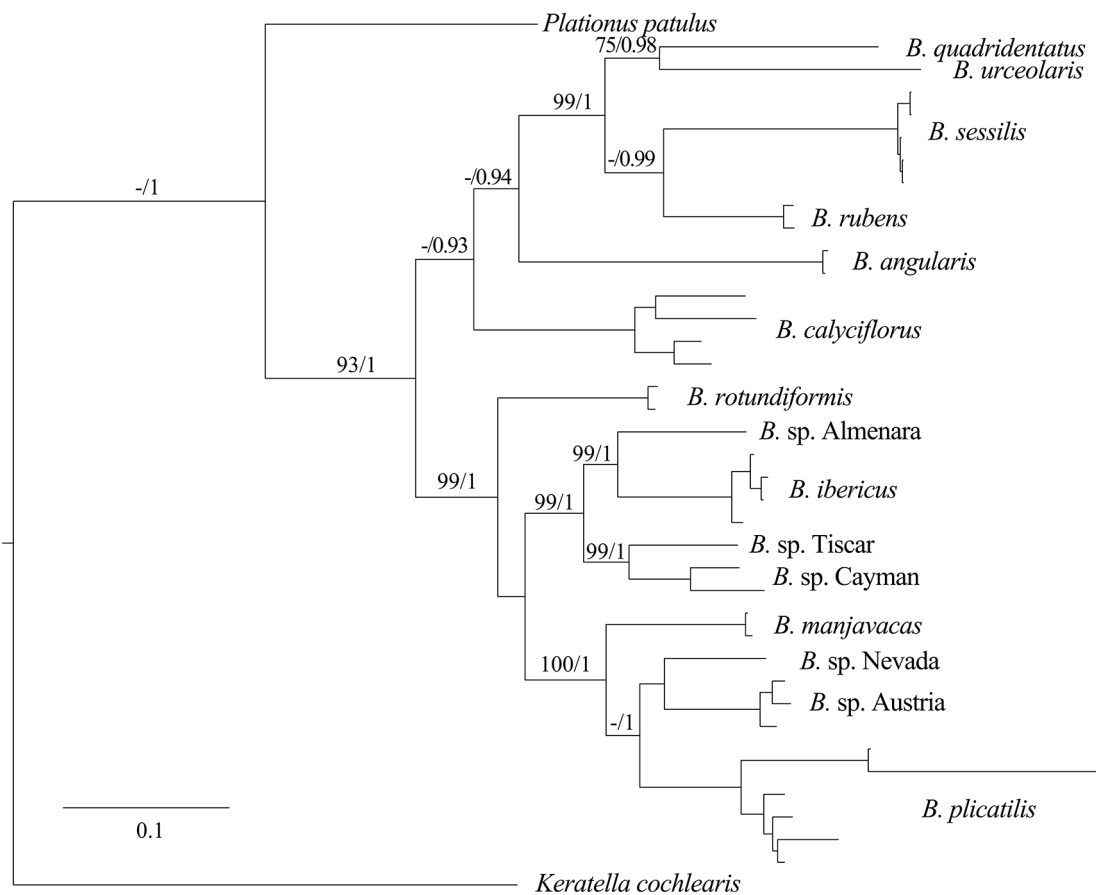 Plationus patulus
75/0.98
B. quadridentatus
B. urceolaris
99/1
B. sessilis
-/0.99
-/0.94
-/1
B. rubens
-/0.93
B. angularis
B. calyciflorus
93/1
B. rotundiformis
B. sp. Almenara
99/1
99/1
B. ibericus
99/1
B. sp. Tiscar
99/1
B. sp. Cayman
B. manjavacas
100/1
B. sp. Nevada
B. sp. Austria
-/1
B. plicatilis
0.1
Keratella cochlearis